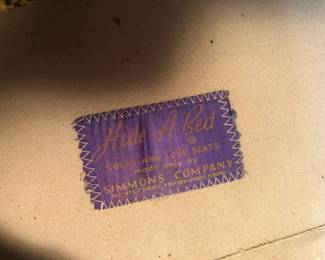 Hide A Bed
®
SOFAS AND LOVE SEATS
made only by
SIMMONS COMPANY